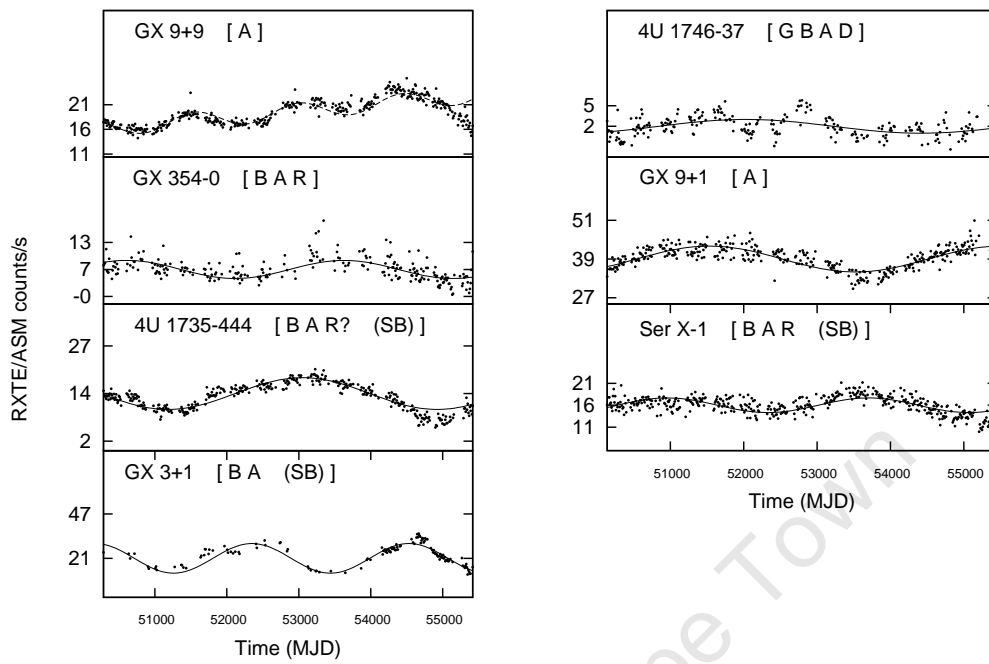 RXTE/ASM counts/s
GX 9+9 [ A ]
21
16
11
GX 354-0 [ B A R ]
13
7
-0
4U 1735-444 [ B A R? (SB) ]
27
14
2
GX 3+1 [ B A (SB) ]
47
21
51000 52000 53000 54000 55000
Time (MJD)
4U 1746-37 [ G B A D ]
5
2
GX 9+1 [ A ]
51
39
27
Ser X-1 [ B A R (SB) ]
21
16
11
51000 52000 53000 54000 55000
Time (MJD)
pe Town